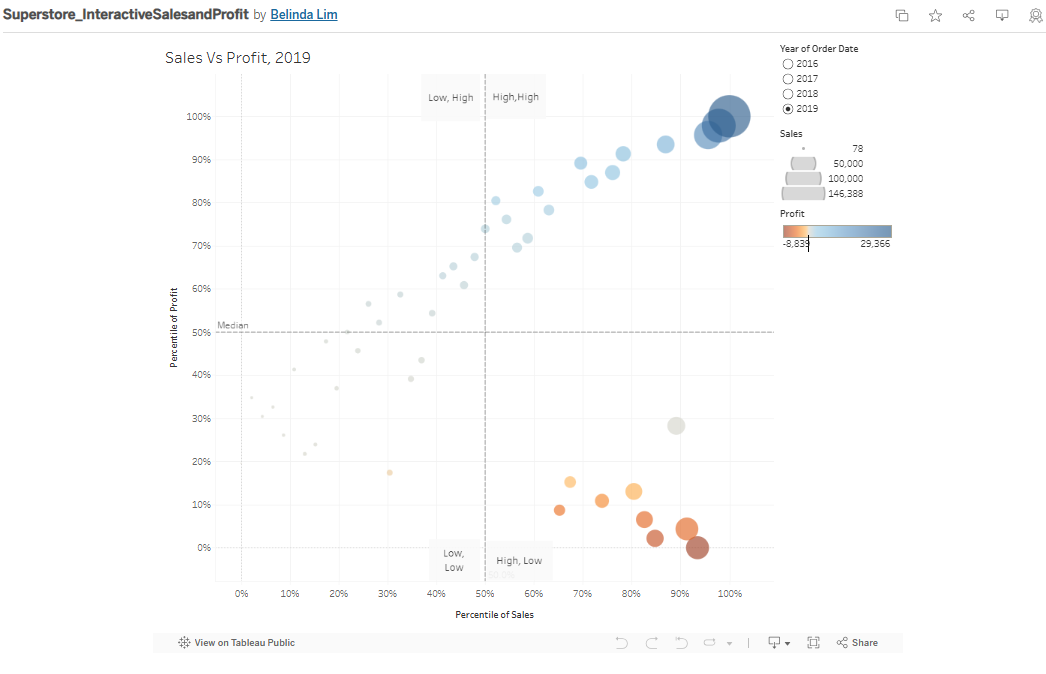 Superstore_InteractiveSalesandProfit by Belinda Lim
Sales Vs Profit, 2019
Year of Order Date
2016
2017
2018
2019
Sales
78
50,000
100,000
146,388
Profit
-8,839
29,366
Low, High
High,High
100%
90%
80%
70%
60%
50%
40%
30%
20%
10%
0%
Median
Percentile of Profit
Low,
Low
High, Low
0%
10%
20%
30%
40%
50%
60%
70%
80%
90%
100%
Percentile of Sales
View on Tableau Public
Share